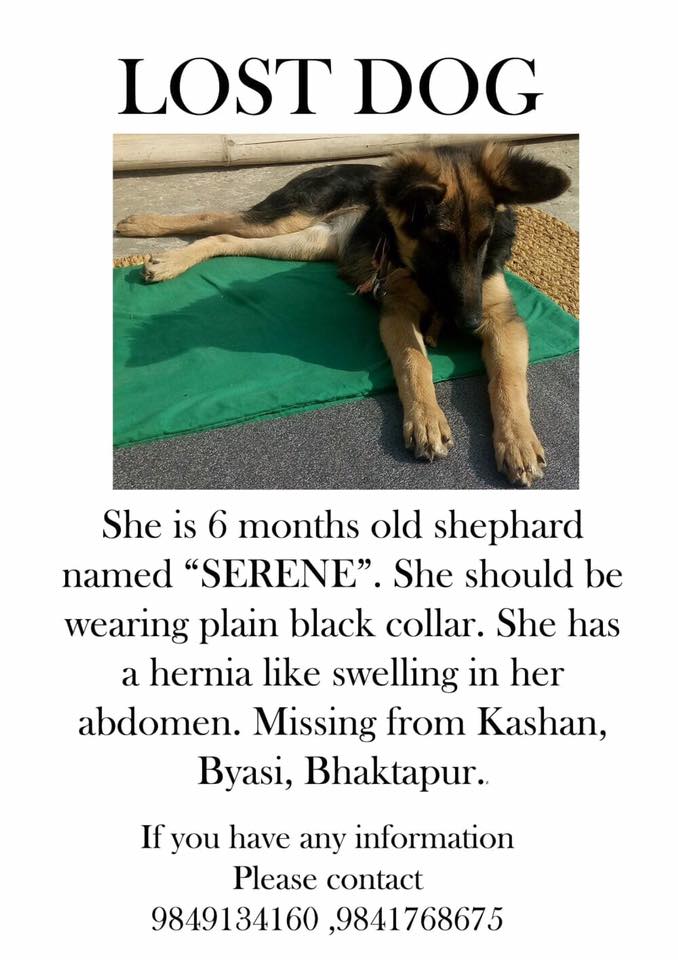 LOST DOG
She is 6 months old shephard
named “SERENE”. She should be
wearing plain black collar. She has
a hernia like swelling in her
abdomen. Missing from Kashan,
Byasi, Bhaktapur..
If you have any information
Please contact
9849134160 ,9841768675